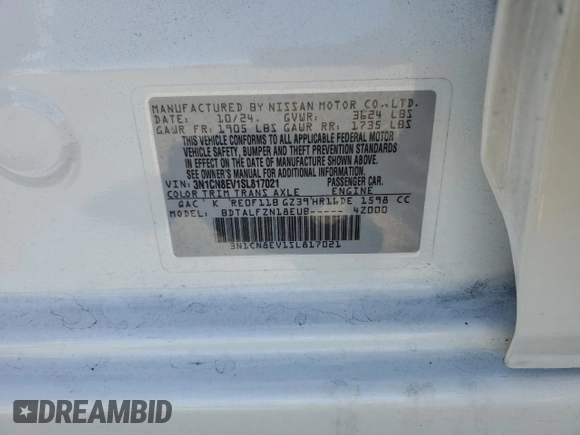 MANUFACTURED BY NISSAN MOTOR CO.,LTD.
DATE: 10/24. GVWR: 3624 LBS
GAWR FR: 1905 LBS GAWR RR: 1735 LBS
THIS VEHICLE CONFORMS TO ALL APPLICABLE FEDERAL MOTOR
VEHICLE SAFETY, BUMPER AND THEFT PREVENTION STANDARDS
IN EFFECT ON THE DATE OF MANUFACTURE SHOWN ABOVE.
SEE OWNER'S MANUAL FOR ADDITIONAL INFORMATION
VIN: 3N1CN8EV1SL817021 PASSENGER CAR.
COLOR TRIM TRANS AXLE ENGINE
QAC K RE0F11B GZ39 HR16DE 1598 CC
MODEL: BDTALFZN18EUB----- 4Z000
3N1CN8EV1SL817021
DREAMBID